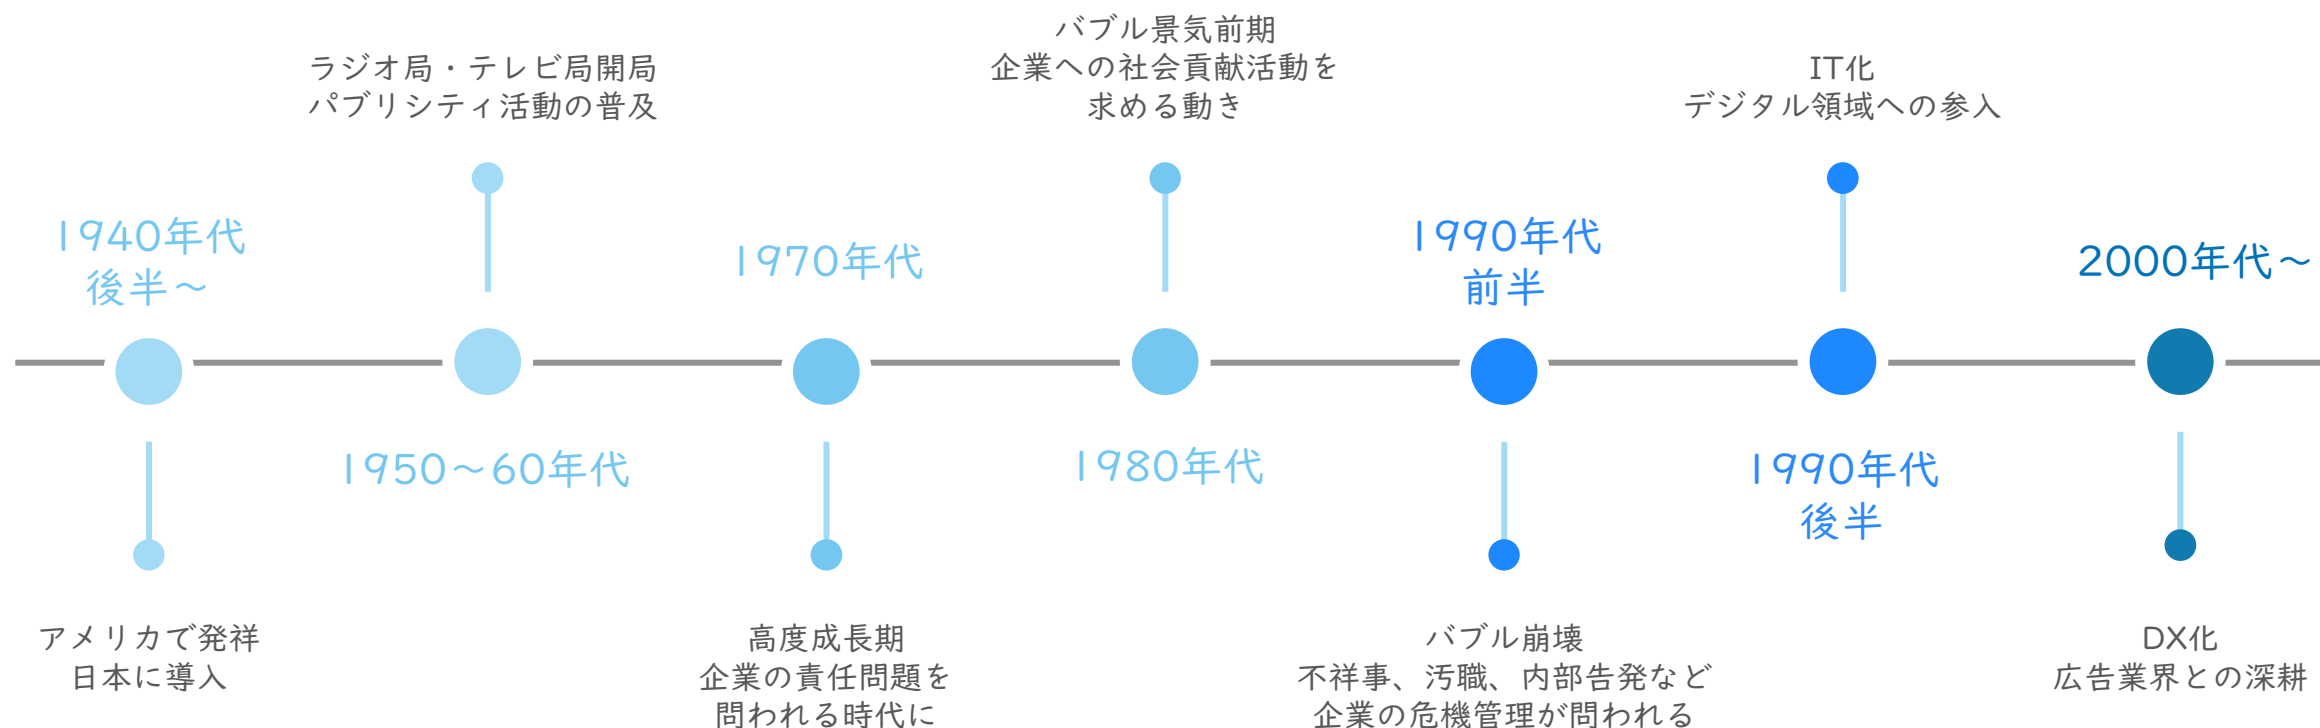 1940年代
後半～
アメリカで発祥
日本に導入
ラジオ局・テレビ局開局
パブリシティ活動の普及
1950～60年代
1970年代
高度成長期
企業の責任問題を
問われる時代に
バブル景気前期
企業への社会貢献活動を
求める動き
1980年代
1990年代
前半
バブル崩壊
不祥事、汚職、内部告発など
企業の危機管理が問われる
IT化
デジタル領域への参入
1990年代
後半
2000年代～
DX化
広告業界との深耕